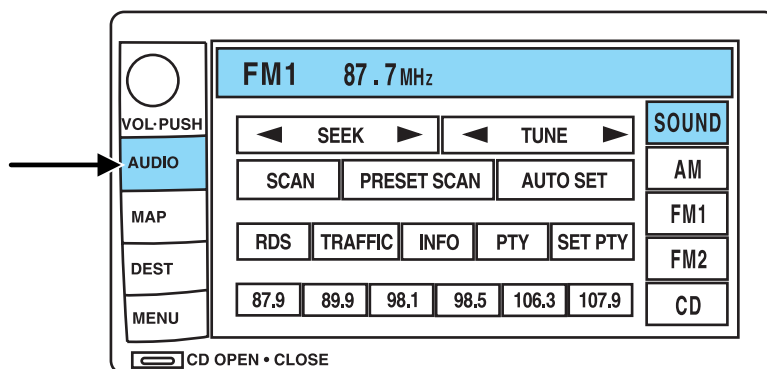 FM1 87.7MHz
VOL·PUSH
AUDIO
MAP
DEST
MENU
SEEK TUNE
SCAN PRESET SCAN AUTO SET
RDS TRAFFIC INFO PTY SET PTY
87.9 89.9 98.1 98.5 106.3 107.9
SOUND
AM
FM1
FM2
CD
CD OPEN • CLOSE